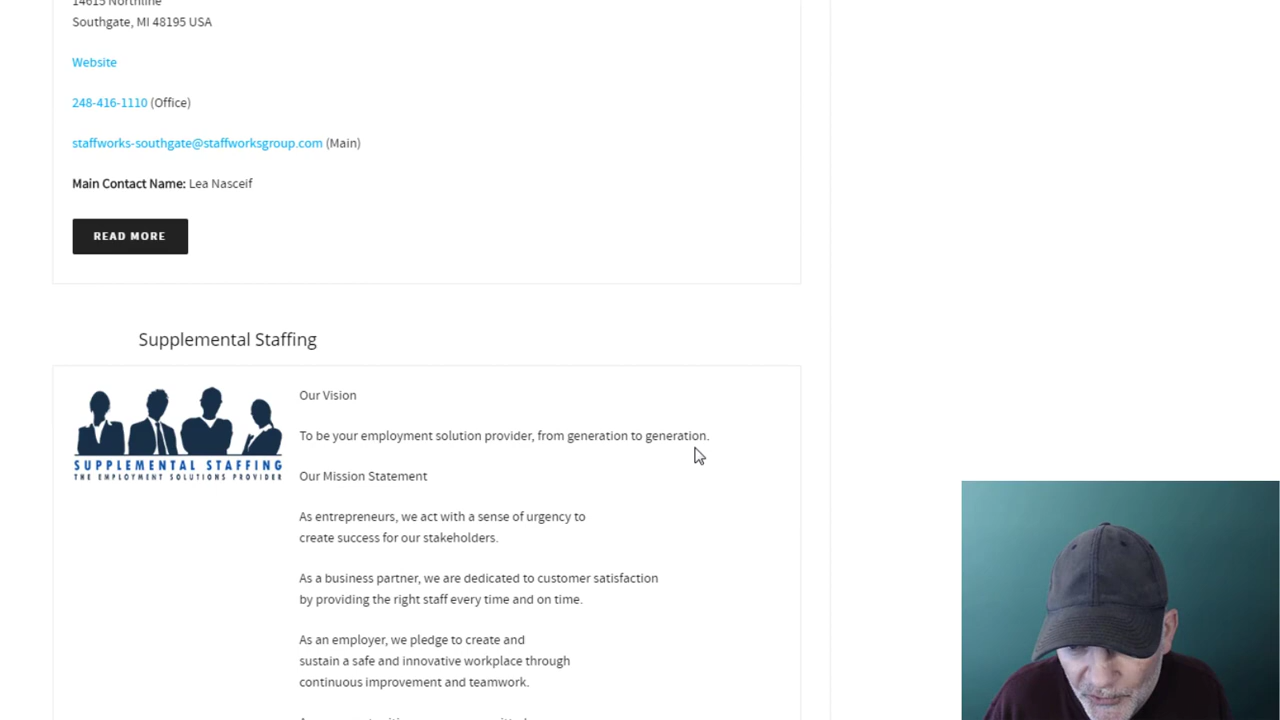 14615 Northline
Southgate, MI 48195 USA
Website
248-416-1110 (Office)
staffworks-southgate@staffworksgroup.com (Main)
Main Contact Name: Lea Nasceif
READ MORE
Supplemental Staffing
SUPPLEMENTAL STAFFING
THE EMPLOYMENT SOLUTIONS PROVIDER
Our Vision
To be your employment solution provider, from generation to generation.
Our Mission Statement
As entrepreneurs, we act with a sense of urgency to
create success for our stakeholders.
As a business partner, we are dedicated to customer satisfaction
by providing the right staff every time and on time.
As an employer, we pledge to create and
sustain a safe and innovative workplace through
continuous improvement and teamwork.